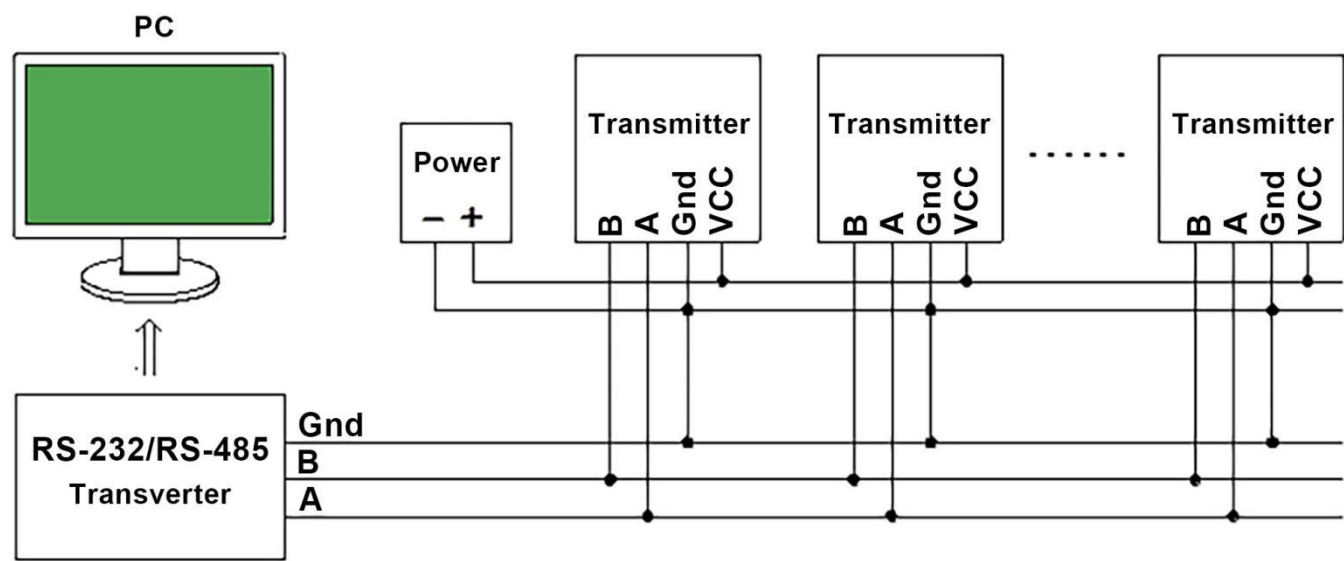 PC
Power
− +
Transmitter
B A Gnd VCC
Transmitter
B A Gnd VCC
......
Transmitter
B A Gnd VCC
RS-232/RS-485
Transverter
Gnd
B
A